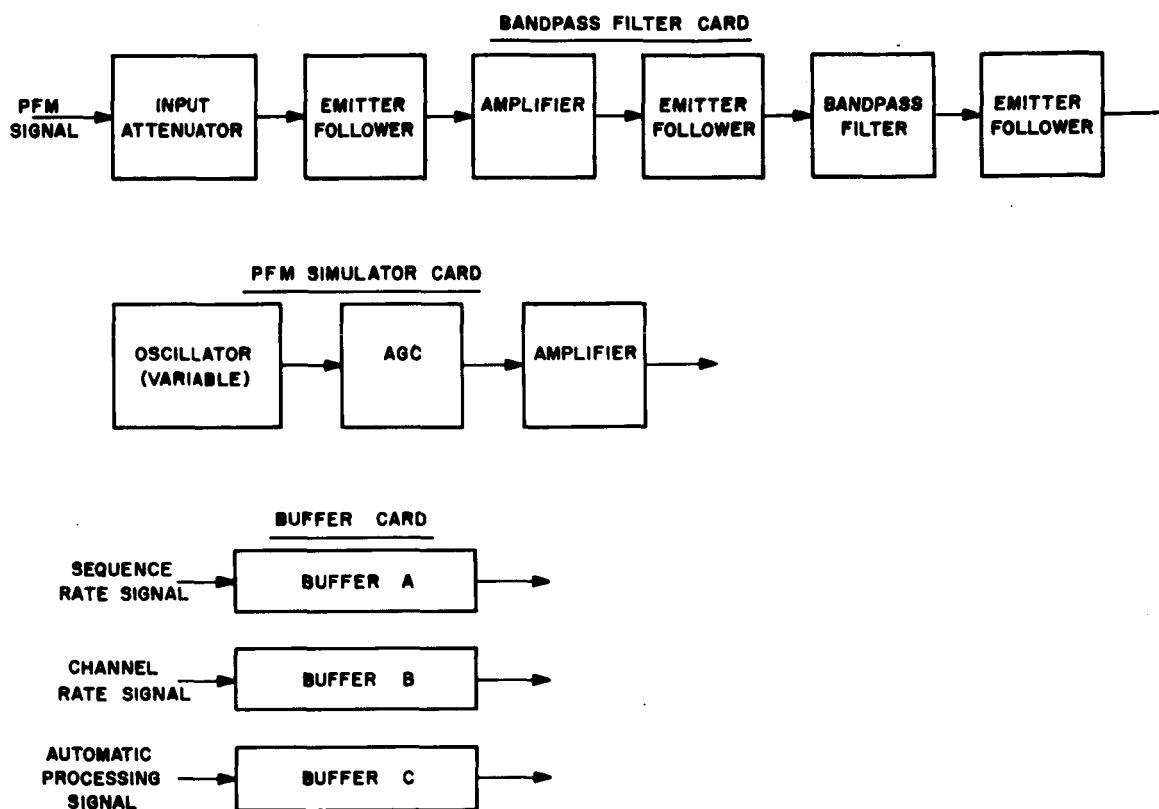 BANDPASS FILTER CARD
PFM
SIGNAL
INPUT
ATTENUATOR
EMITTER
FOLLOWER
AMPLIFIER
EMITTER
FOLLOWER
BANDPASS
FILTER
EMITTER
FOLLOWER
PFM SIMULATOR CARD
OSCILLATOR
(VARIABLE)
AGC
AMPLIFIER
BUFFER CARD
SEQUENCE
RATE SIGNAL
BUFFER A
CHANNEL
RATE SIGNAL
BUFFER B
AUTOMATIC
PROCESSING
SIGNAL
BUFFER C